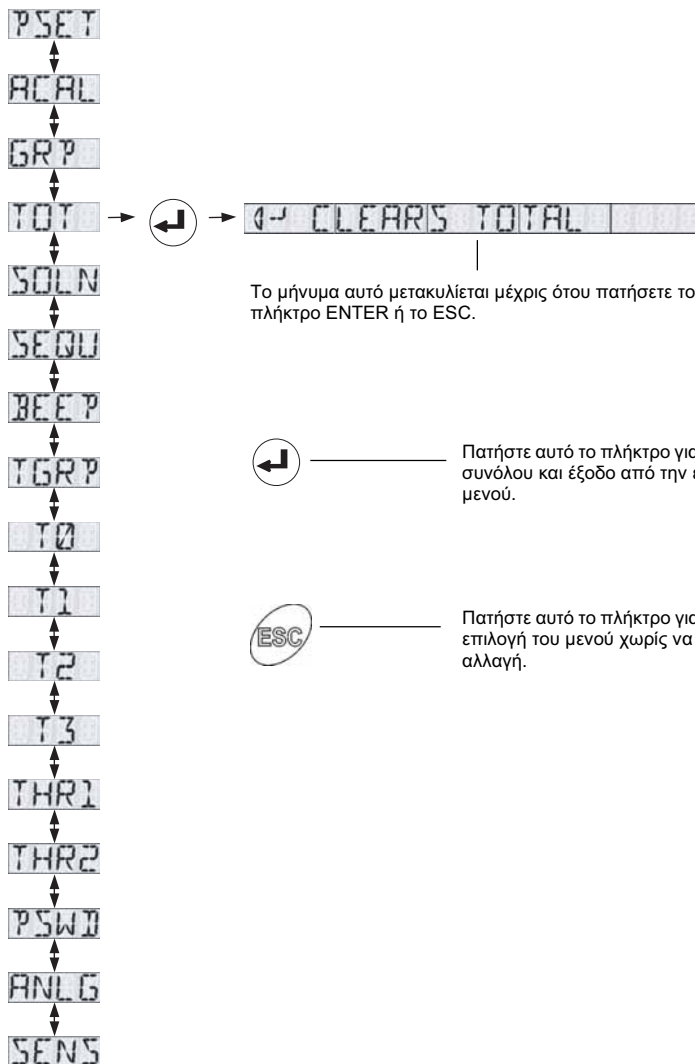 PSET
ACAL
GRP
TOT
CLEARS TOTAL
SOLN
Το μήνυμα αυτό μετακυλίεται μέχρις ότου πατήσετε το
πλήκτρο ENTER ή το ESC.
SEQU
BEEP
TGRP
Πατήστε αυτό το πλήκτρο για
συνόλου και έξοδο από την
μενού.
T0
T1
ESC
Πατήστε αυτό το πλήκτρο για
επιλογή του μενού χωρίς να
αλλαγή.
T2
T3
THR1
THR2
PSWD
ANLG
SENS